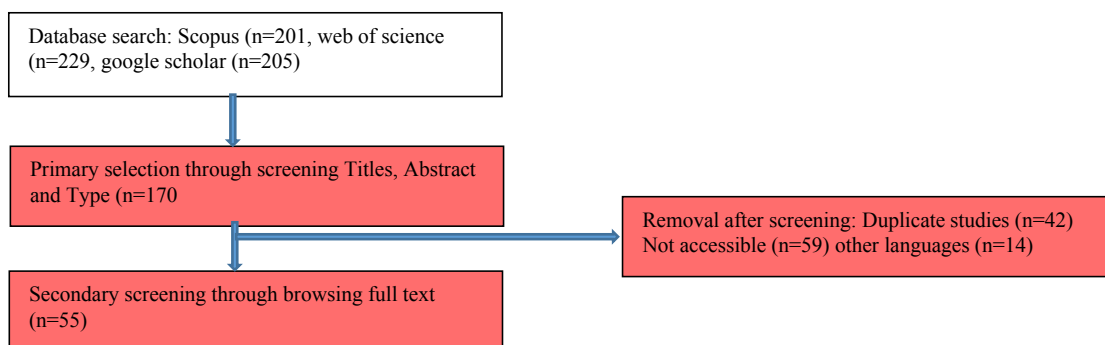 Database search: Scopus (n=201, web of science
(n=229, google scholar (n=205)
Primary selection through screening Titles, Abstract
and Type (n=170
Removal after screening: Duplicate studies (n=42)
Not accessible (n=59) other languages (n=14)
Secondary screening through browsing full text
(n=55)